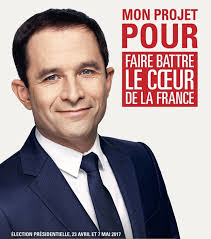 MON PROJET
POUR
FAIRE BATTRE
LE CŒUR
DE LA FRANCE
ÉLECTION PRÉSIDENTIELLE, 23 AVRIL ET 7 MAI 2017